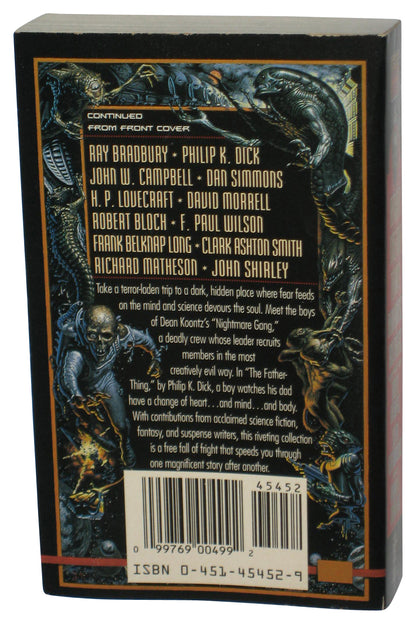 CONTINUED
FROM FRONT COVER
RAY BRADBURY • PHILIP K. DICK
JOHN W. CAMPBELL • DAN SIMMONS
H. P. LOVECRAFT • DAVID MORRELL
ROBERT BLOCH • F. PAUL WILSON
FRANK BELKNAP LONG • CLARK ASHTON SMITH
RICHARD MATHESON • JOHN SHIRLEY
Take a terror-laden trip to a dark, hidden place where fear feeds
on the mind and science devours the soul. Meet the boys
of Dean Koontz's "Nightmare Gang,"
a deadly crew whose leader recruits
members in the most
creatively evil way. In "The Father-
Thing," by Philip K. Dick, a boy watches his dad
have a change of heart...and mind...and body.
With contributions from acclaimed science fiction,
fantasy, and suspense writers, this riveting collection
is a free fall of fright that speeds you through
one magnificent story after another.
45452
0 99769 00499 2
ISBN 0-451-45452-9